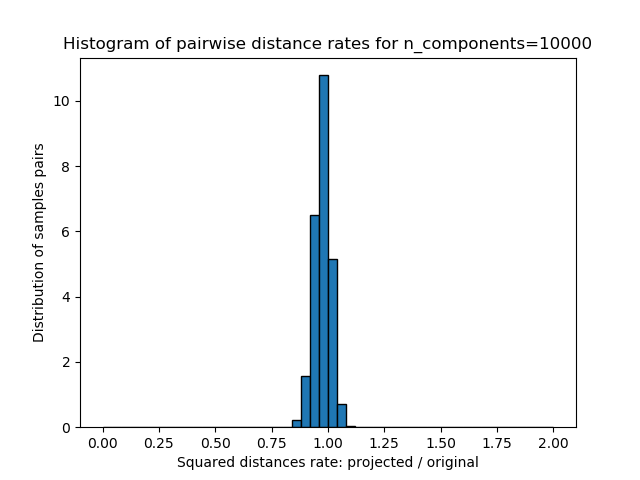 Histogram of pairwise distance rates for n_components=10000
Distribution of samples pairs
10
8
6
4
2
0
0.00 0.25 0.50 0.75 1.00 1.25 1.50 1.75 2.00
Squared distances rate: projected / original